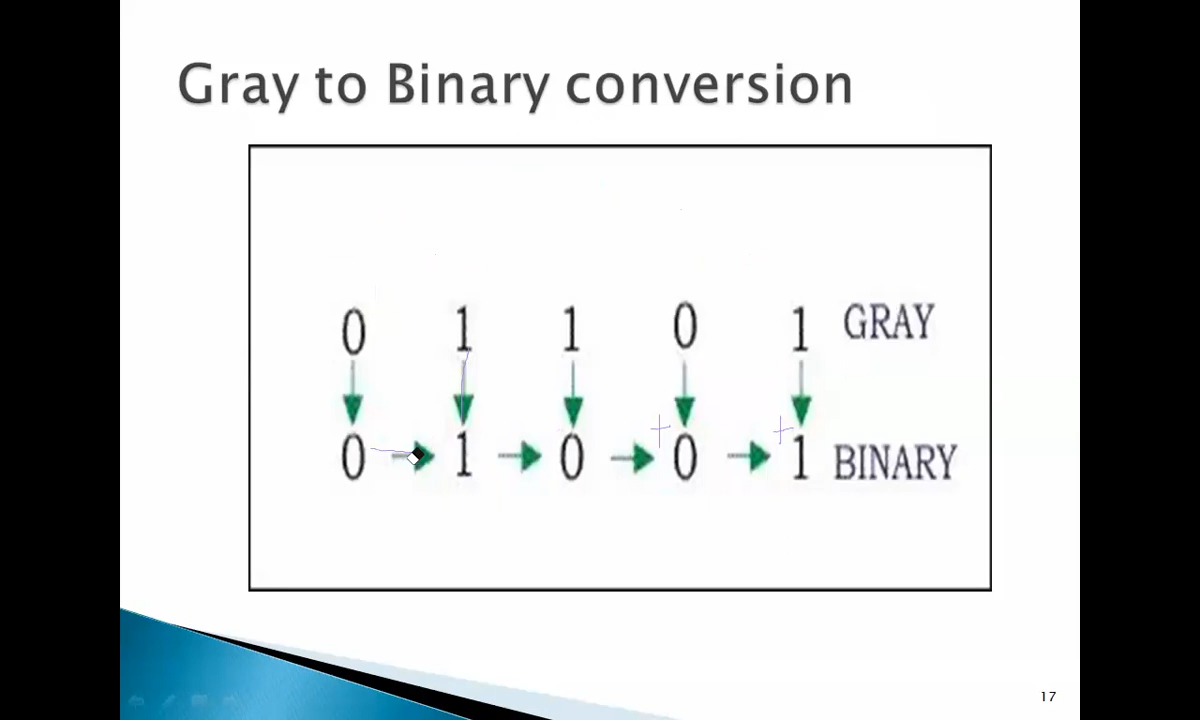 Gray to Binary conversion
0 1 1 0 1 GRAY
+ +
0 1 0 0 1 BINARY
17